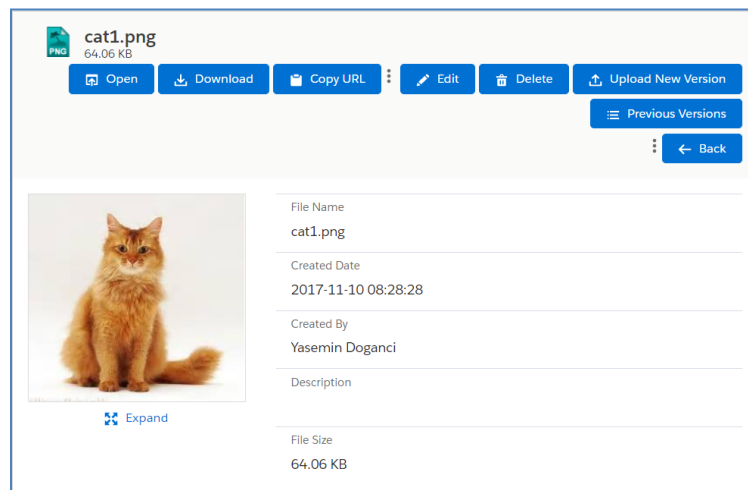 cat1.png
PNG
64.06 KB
Open Download Copy URL Edit Delete Upload New Version
Previous Versions
Back
File Name
cat1.png
Created Date
2017-11-10 08:28:28
Created By
Yasemin Doganci
Description
Expand
File Size
64.06 KB